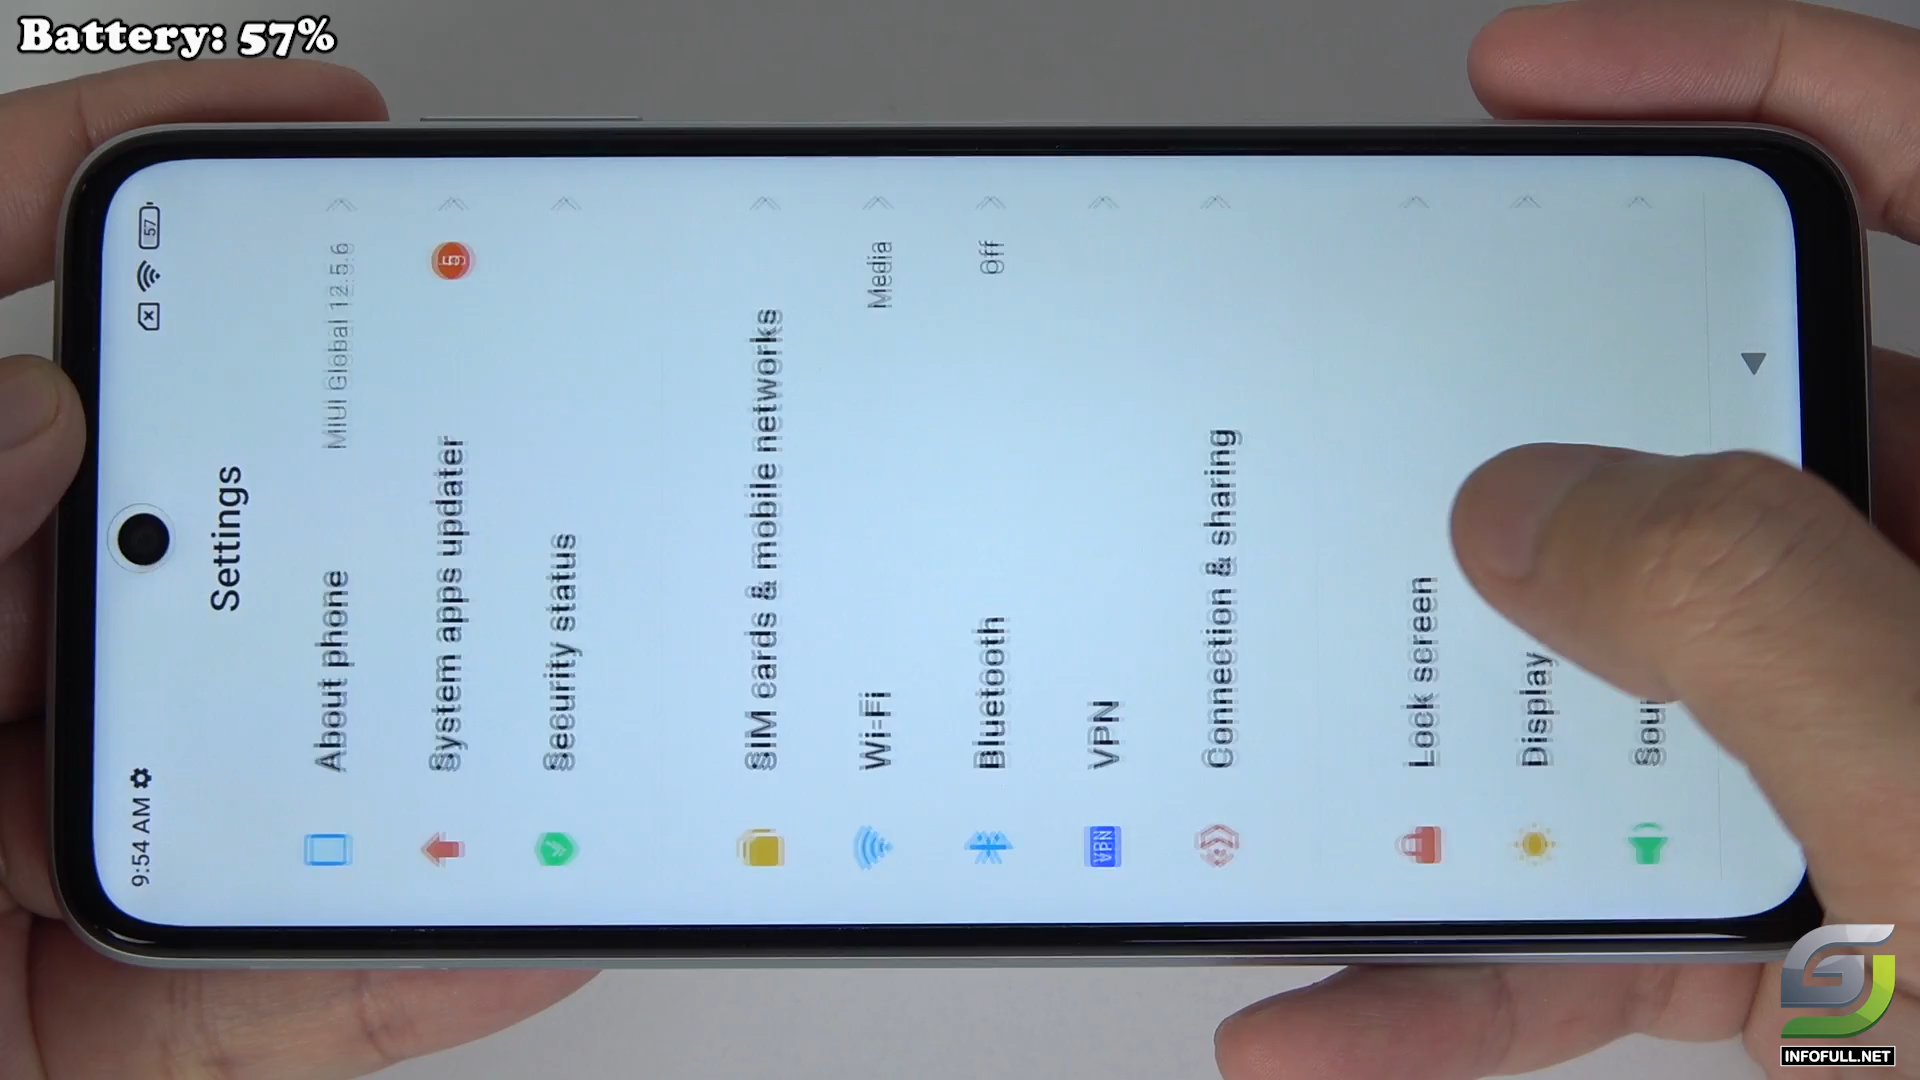 Battery: 57%
9:54 AM
57
Settings
About phone MIUI Global 12.5.6
System apps updater 5
Security status
SIM cards & mobile networks
Wi-Fi Media
Bluetooth Off
VPN VPN
Connection & sharing
Lock screen
Display
Sou
INFOFULL.NET